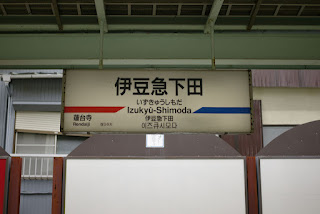 伊豆急下田
いずきゅうしもだ
Izukyū-Shimoda
伊豆急下田
이즈큐시모다
蓮台寺
Rendaiji